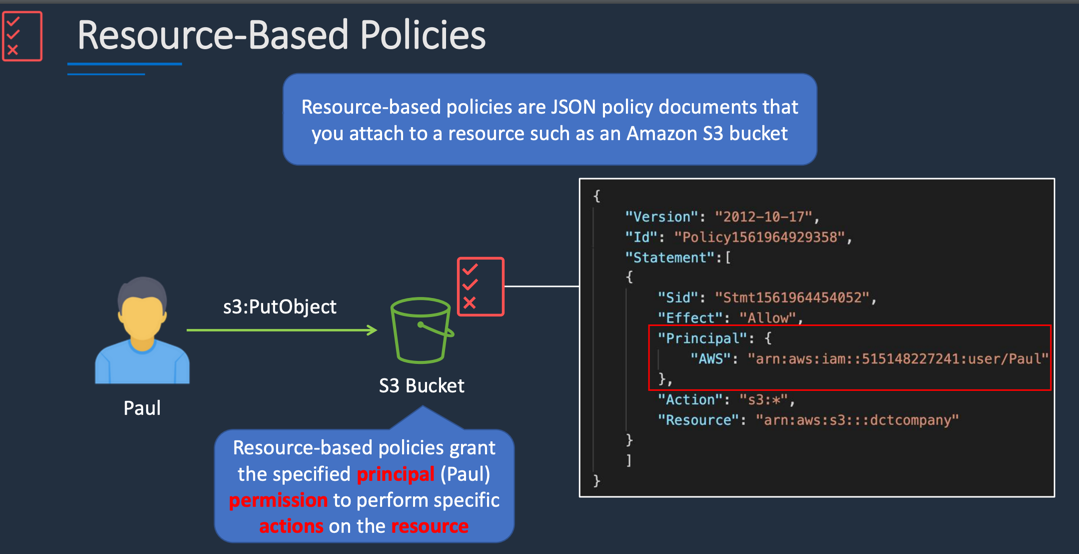 Resource-Based Policies
Resource-based policies are JSON policy documents that
you attach to a resource such as an Amazon S3 bucket
{
"Version": "2012-10-17",
"Id": "Policy1561964929358",
"Statement":[
{
"Sid": "Stmt1561964454052",
"Effect": "Allow",
"Principal": {
"AWS": "arn:aws:iam::515148227241:user/Paul"
},
"Action": "s3:*",
"Resource": "arn:aws:s3:::dctcompany"
}
]
}
s3:PutObject
Paul
S3 Bucket
Resource-based policies grant
the specified principal (Paul)
permission to perform specific
actions on the resource